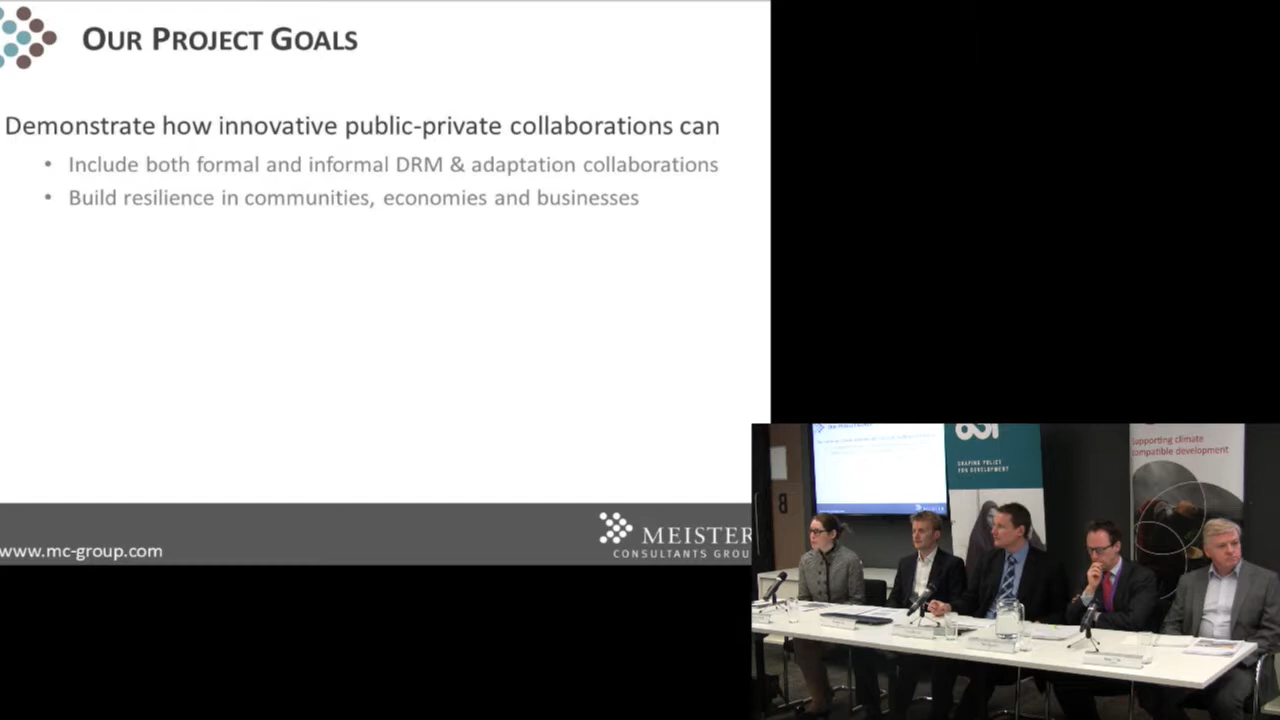 OUR PROJECT GOALS
Demonstrate how innovative public-private collaborations can
• Include both formal and informal DRM & adaptation collaborations
• Build resilience in communities, economies and businesses
www.mc-group.com
MEISTER
CONSULTANTS GROU
SHAPING POLICY
FOR DEVELOPMENT
Supporting climate
compatible development